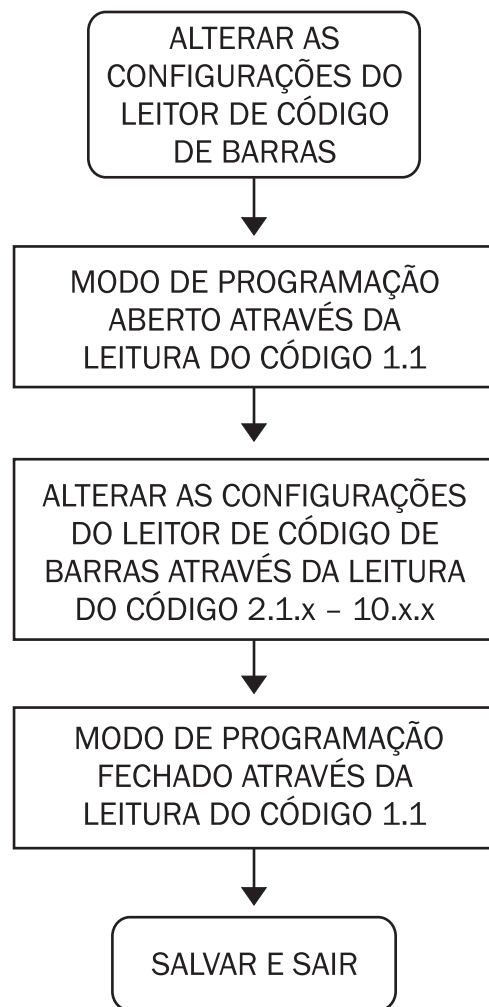 ALTERAR AS
CONFIGURAÇÕES DO
LEITOR DE CÓDIGO
DE BARRAS
MODO DE PROGRAMAÇÃO
ABERTO ATRAVÉS DA
LEITURA DO CÓDIGO 1.1
ALTERAR AS CONFIGURAÇÕES
DO LEITOR DE CÓDIGO DE
BARRAS ATRAVÉS DA LEITURA
DO CÓDIGO 2.1.x – 10.x.x
MODO DE PROGRAMAÇÃO
FECHADO ATRAVÉS DA
LEITURA DO CÓDIGO 1.1
SALVAR E SAIR